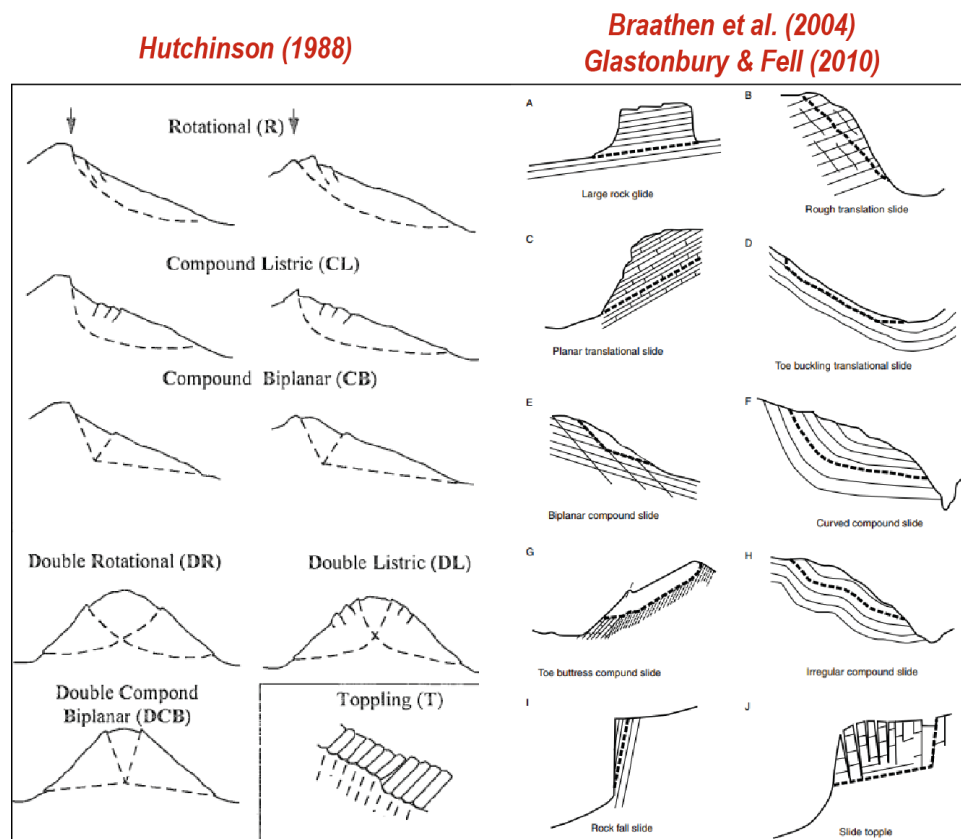 Hutchinson (1988)
Braathen et al. (2004)
Glastonbury & Fell (2010)
Rotational (R)
Compound Listric (CL)
Compound Biplanar (CB)
Double Rotational (DR)
Double Listric (DL)
Double Compond
Biplanar (DCB)
Toppling (T)
A
Large rock glide
B
Rough translation slide
C
Planar translational slide
D
Toe buckling translational slide
E
Biplanar compound slide
F
Curved compound slide
G
Toe buttress compund slide
H
Irregular compound slide
I
Rock fall slide
J
Slide topple